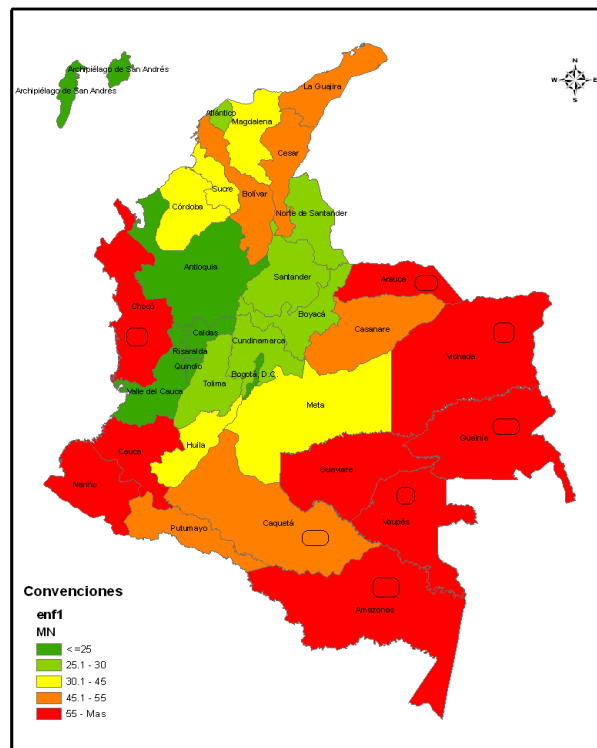 Archipiélago de San Andrés
Archipiélago de San Andrés
N
W
E
S
La Guajira
Atlántico
Magdalena
Cesar
Sucre
Bolívar
Córdoba
Norte de Santander
Antioquia
Santander
Arauca
Chocó
Boyacá
Caldas
Casanare
Cundinamarca
Vichada
Risaralda
Quindio
Bogotá, D.C.
Tolima
Valle del Cauca
Meta
Guainía
Huila
Cauca
Guaviare
Nariño
Caquetá
Vaupés
Putumayo
Amazonas
Convenciones
enf1
MN
<=25
25.1 - 30
30.1 - 45
45.1 - 55
55 - Mas